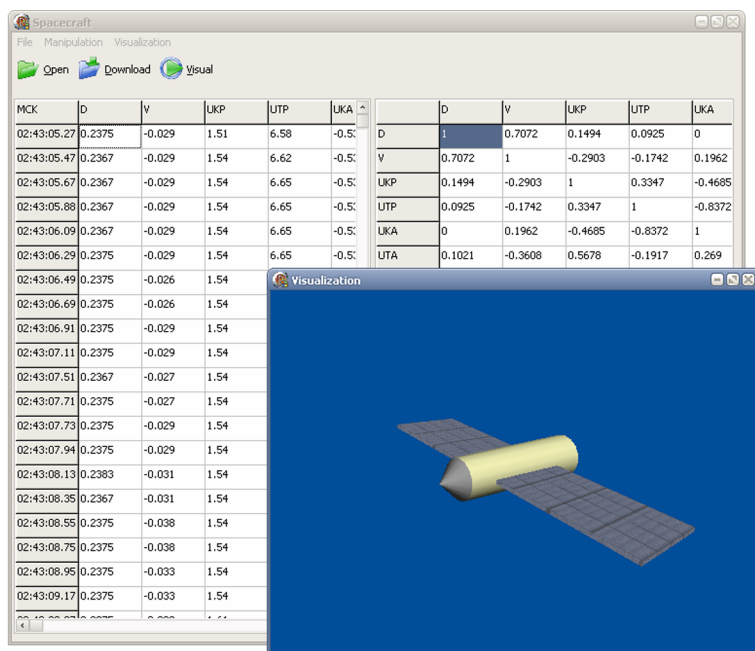 Spacecraft
File Manipulation Visualization
Open Download Visual
MCK D V UKP UTP UKA D V UKP UTP UKA
02:43:05.27 0.2375 -0.029 1.51 6.58 D 1 0.7072 0.1494 0.0925 0
02:43:05.47 0.2367 -0.029 1.54 6.62 V 0.7072 1 -0.2903 -0.1742 0.1962
02:43:05.67 0.2367 -0.029 1.54 6.65 UKP 0.1494 -0.2903 1 0.3347 -0.4685
02:43:05.88 0.2367 -0.029 1.54 6.65 UTP 0.0925 -0.1742 0.3347 1 -0.8372
02:43:06.09 0.2367 -0.029 1.54 6.65 UKA 0 0.1962 -0.4685 -0.8372 1
02:43:06.29 0.2375 -0.029 1.54 6.65 UTA 0.1021 -0.3608 0.5678 -0.1917 0.269
02:43:06.49 0.2375 -0.026 1.54 Visualization
02:43:06.69 0.2375 -0.026 1.54
02:43:06.91 0.2375 -0.029 1.54
02:43:07.11 0.2375 -0.029 1.54
02:43:07.51 0.2367 -0.027 1.54
02:43:07.71 0.2375 -0.027 1.54
02:43:07.73 0.2375 -0.029 1.54
02:43:07.94 0.2375 -0.029 1.54
02:43:08.13 0.2383 -0.031 1.54
02:43:08.35 0.2367 -0.031 1.54
02:43:08.55 0.2375 -0.038 1.54
02:43:08.75 0.2375 -0.038 1.54
02:43:08.95 0.2375 -0.033 1.54
02:43:09.17 0.2375 -0.033 1.54